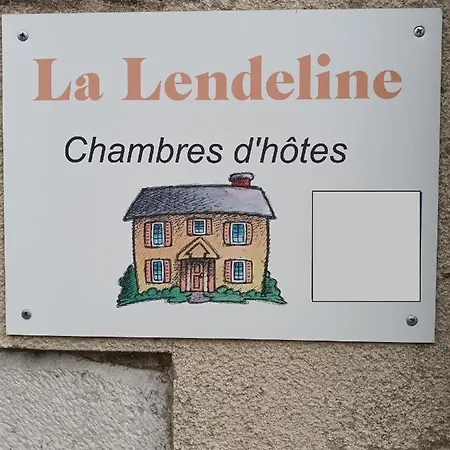 La Lendeline
Chambres d'hôtes